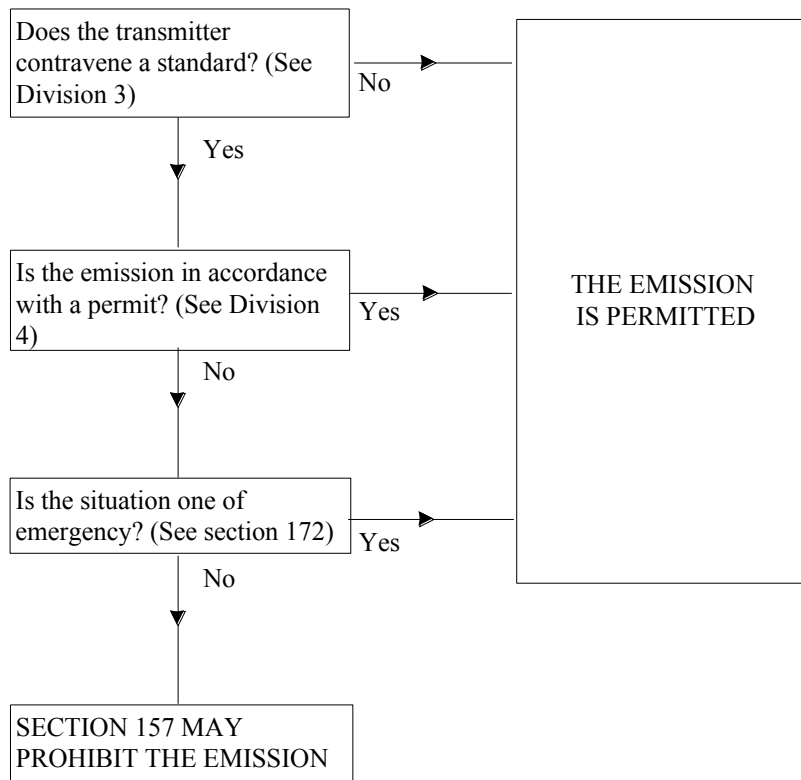 Does the transmitter
contravene a standard? (See
Division 3)
No
Yes
Is the emission in accordance
with a permit? (See Division
4)
Yes
No
THE EMISSION
IS PERMITTED
Is the situation one of
emergency? (See section 172)
Yes
No
SECTION 157 MAY
PROHIBIT THE EMISSION